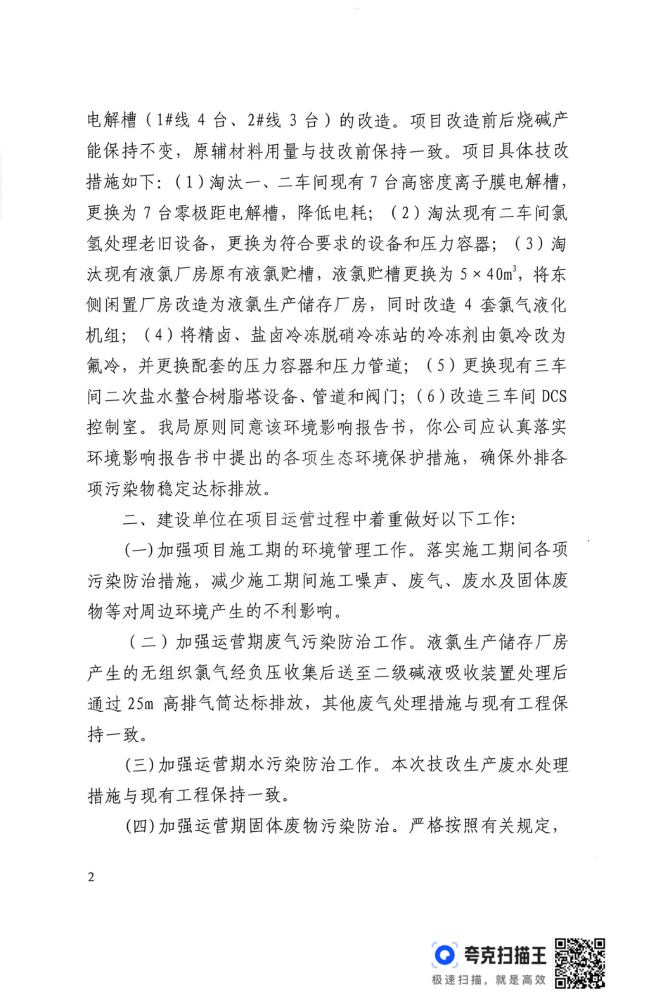 电解槽（1#线 4 台、2#线 3 台）的改造。项目改造前后烧碱产
能保持不变，原辅材料用量与技改前保持一致。项目具体技改
措施如下：（1）淘汰一、二车间现有 7 台高密度离子膜电解槽，
更换为 7 台零极距电解槽，降低电耗；（2）淘汰现有二车间氯
氢处理老旧设备，更换为符合要求的设备和压力容器；（3）淘
汰现有液氯厂房原有液氯贮槽，液氯贮槽更换为 5×40m³，将东
侧闲置厂房改造为液氯生产储存厂房，同时改造 4 套氯气液化
机组；（4）将精卤、盐卤冷冻脱硝冷冻站的冷冻剂由氨冷改为
氟冷，并更换配套的压力容器和压力管道；（5）更换现有三车
间二次盐水螯合树脂塔设备、管道和阀门；（6）改造三车间 DCS
控制室。我局原则同意该环境影响报告书，你公司应认真落实
环境影响报告书中提出的各项生态环境保护措施，确保外排各
项污染物稳定达标排放。
二、建设单位在项目运营过程中着重做好以下工作：
(一)加强项目施工期的环境管理工作。落实施工期间各项
污染防治措施，减少施工期间施工噪声、废气、废水及固体废
物等对周边环境产生的不利影响。
（二）加强运营期废气污染防治工作。液氯生产储存厂房
产生的无组织氯气经负压收集后送至二级碱液吸收装置处理后
通过 25m 高排气筒达标排放，其他废气处理措施与现有工程保
持一致。
(三)加强运营期水污染防治工作。本次技改生产废水处理
措施与现有工程保持一致。
(四)加强运营期固体废物污染防治。严格按照有关规定，
2
夸克扫描王
极速扫描，就是高效